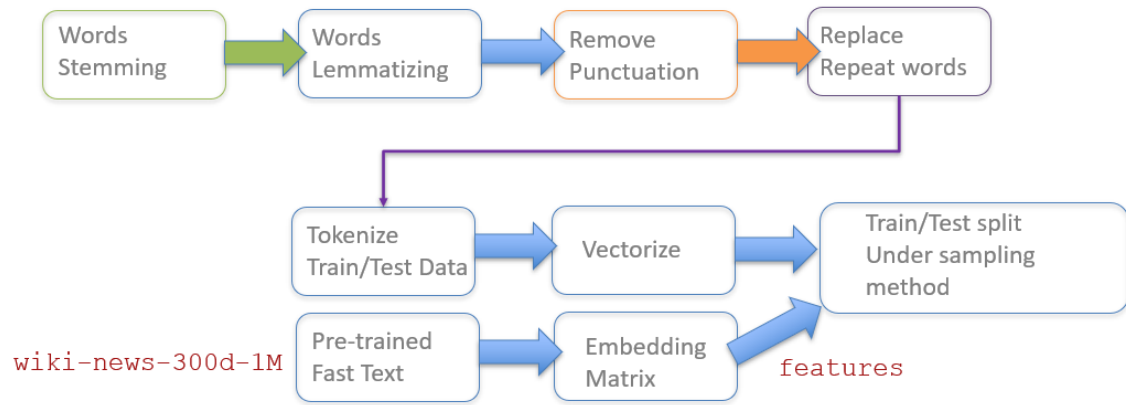 Words
Stemming
Words
Lemmatizing
Remove
Punctuation
Replace
Repeat words
Tokenize
Train/Test Data
Vectorize
Train/Test split
Under sampling
method
wiki-news-300d-1M
Pre-trained
Fast Text
Embedding
Matrix
features